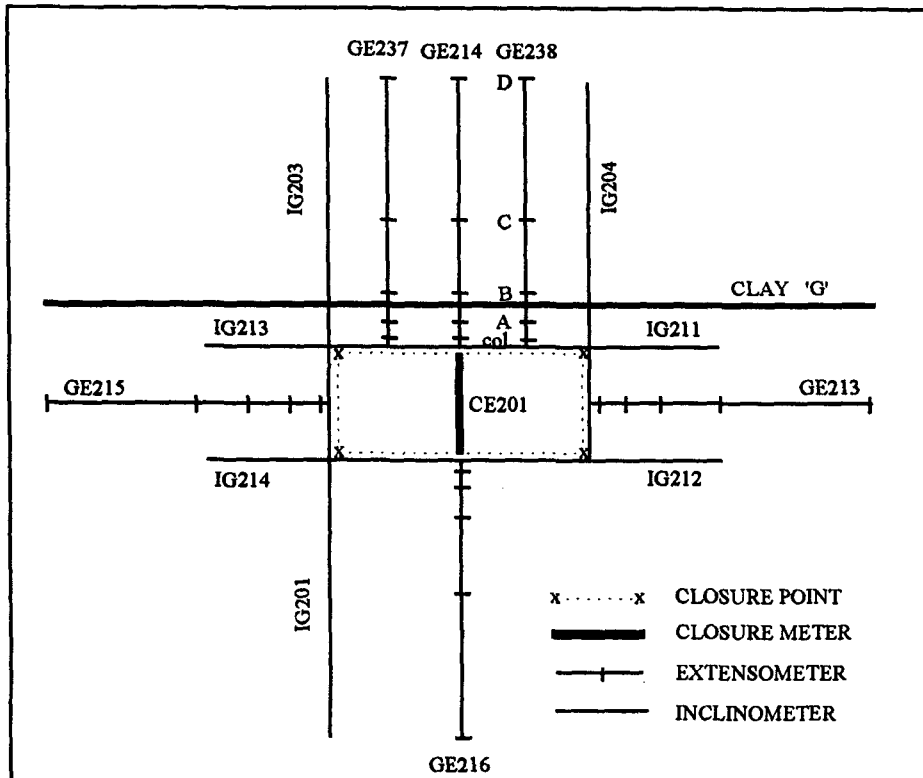 GE237 GE214 GE238
D
IG203
IG204
C
B
CLAY 'G'
IG213
A
IG211
col
GE215
GE213
CE201
IG214
IG212
IG201
x . . . . . . x CLOSURE POINT
CLOSURE METER
EXTENSOMETER
INCLINOMETER
GE216